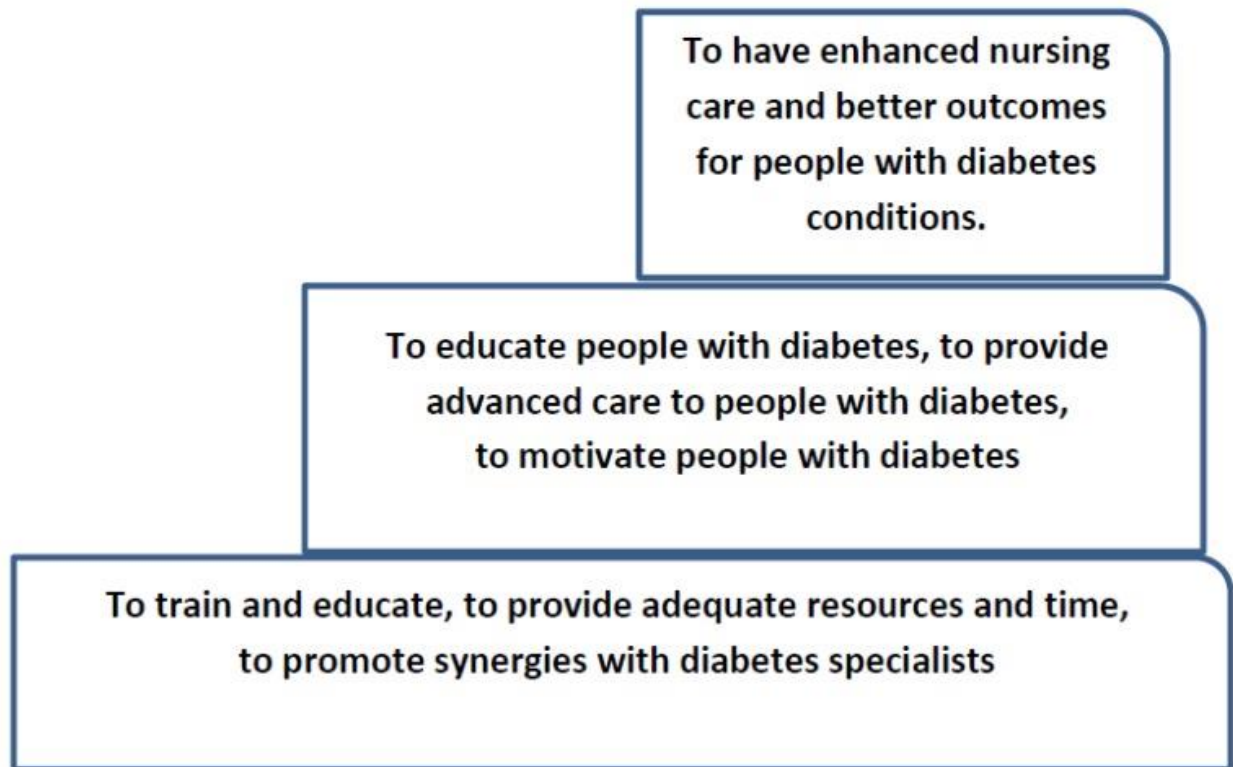 To have enhanced nursing
care and better outcomes
for people with diabetes
conditions.
To educate people with diabetes, to provide
advanced care to people with diabetes,
to motivate people with diabetes
To train and educate, to provide adequate resources and time,
to promote synergies with diabetes specialists